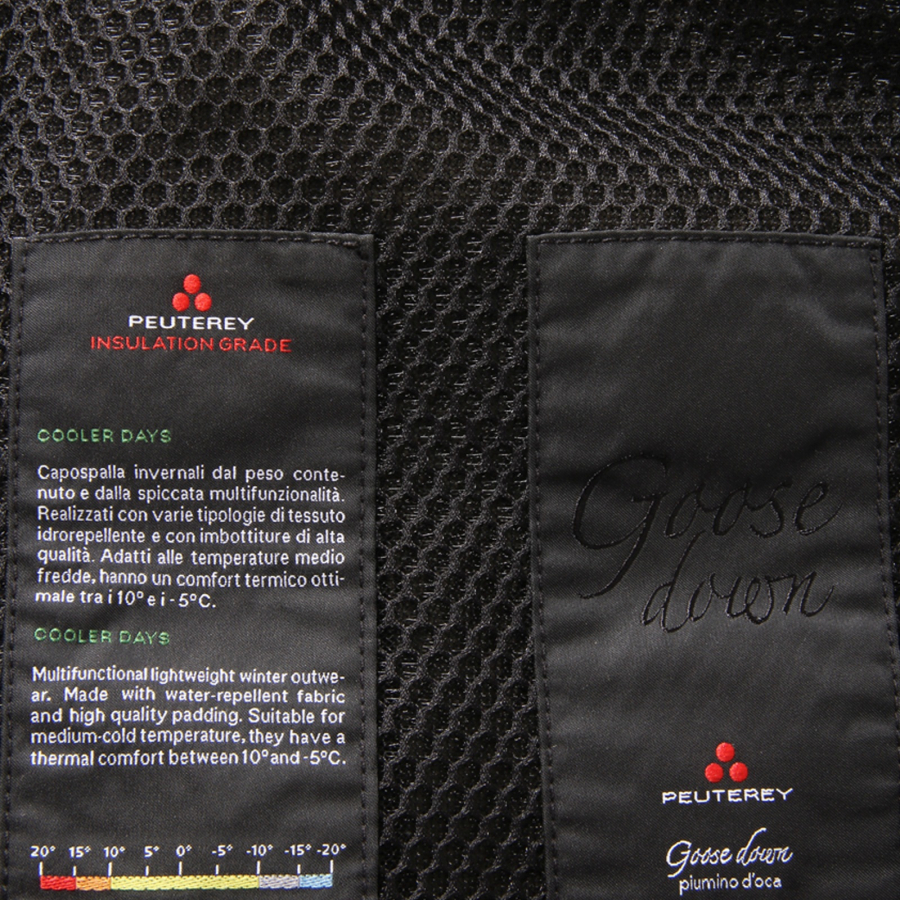 PEUTEREY
INSULATION GRADE
COOLER DAYS
Capospalla invernali dal peso conte-
nuto e dalla spiccata multifunzionalità.
Realizzati con varie tipologie di tessuto
idrorepellente e con imbottiture di alta
qualità. Adatti alle temperature medio
fredde, hanno un comfort termico otti-
male tra i 10° e i -5°C.
COOLER DAYS
Multifunctional lightweight winter outwe-
ar. Made with water-repellent fabric
and high quality padding. Suitable for
medium-cold temperature, they have a
thermal comfort between 10° and -5°C.
20° 15° 10° 5° 0° -5° -10° -15° -20°
Goose
down
PEUTEREY
Goose down
piumino d'oca